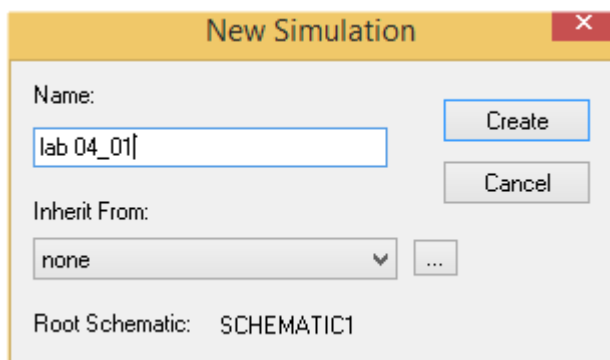 New Simulation
Name:
Create
lab 04_01
Cancel
Inherit From:
none
...
Root Schematic: SCHEMATIC1